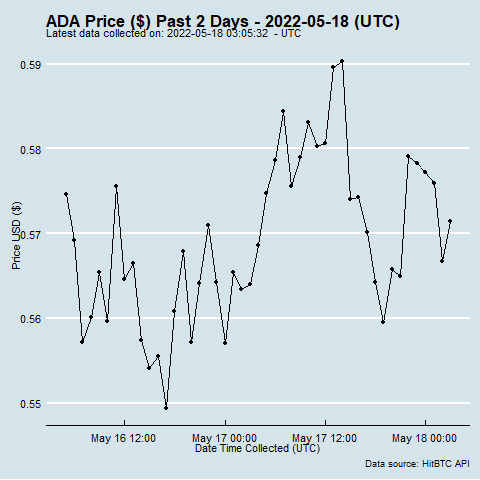 ADA Price ($) Past 2 Days - 2022-05-18 (UTC)
Latest data collected on: 2022-05-18 03:05:32 - UTC
0.59
0.58
0.57
0.56
0.55
Price USD ($)
May 16 12:00
May 17 00:00
May 17 12:00
May 18 00:00
Date Time Collected (UTC)
Data source: HitBTC API